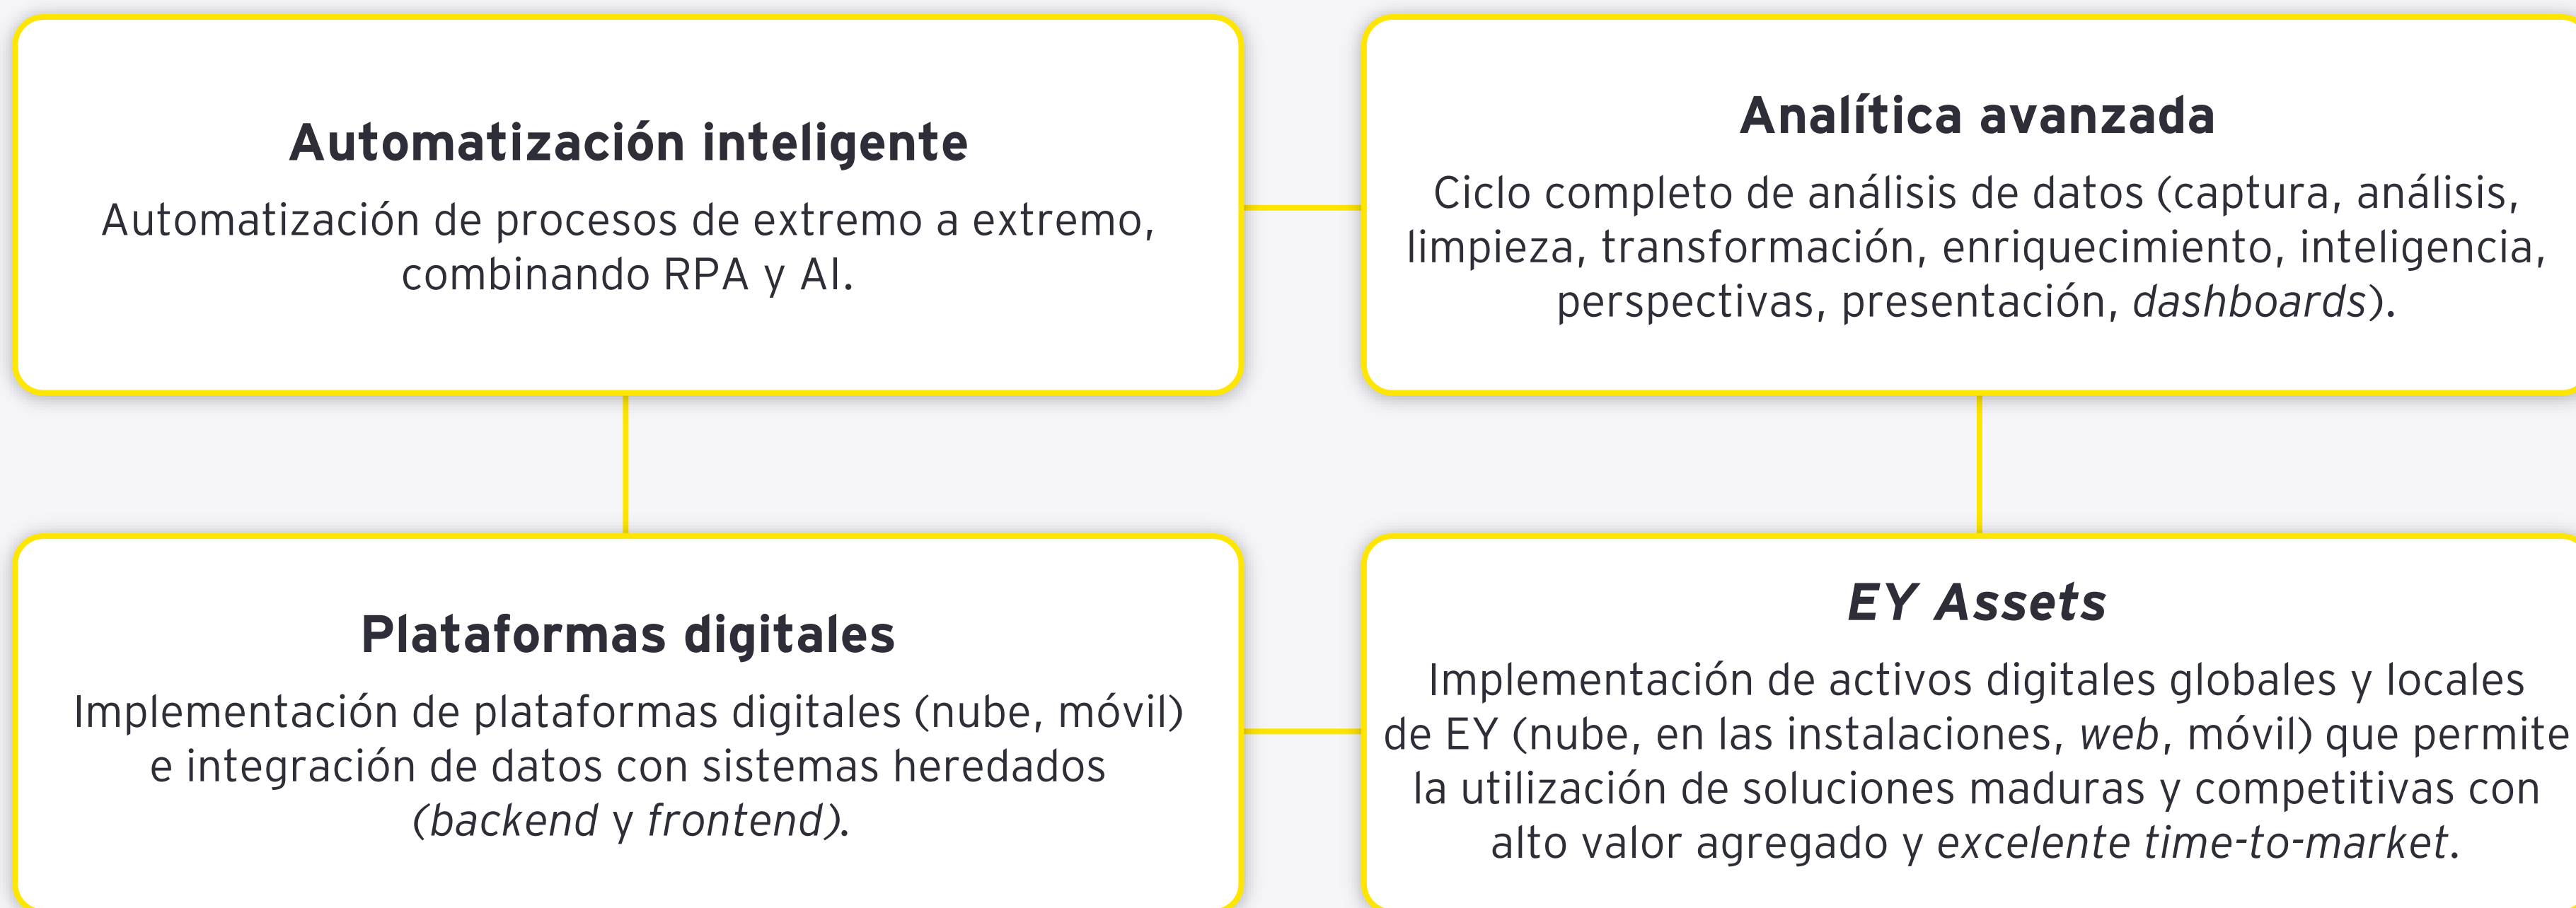 Automatización inteligente
Automatización de procesos de extremo a extremo,
combinando RPA y AI.
Analítica avanzada
Ciclo completo de análisis de datos (captura, análisis,
limpieza, transformación, enriquecimiento, inteligencia,
perspectivas, presentación, dashboards).
Plataformas digitales
Implementación de plataformas digitales (nube, móvil)
e integración de datos con sistemas heredados
(backend y frontend).
EY Assets
Implementación de activos digitales globales y locales
de EY (nube, en las instalaciones, web, móvil) que permite
la utilización de soluciones maduras y competitivas con
alto valor agregado y excelente time-to-market.